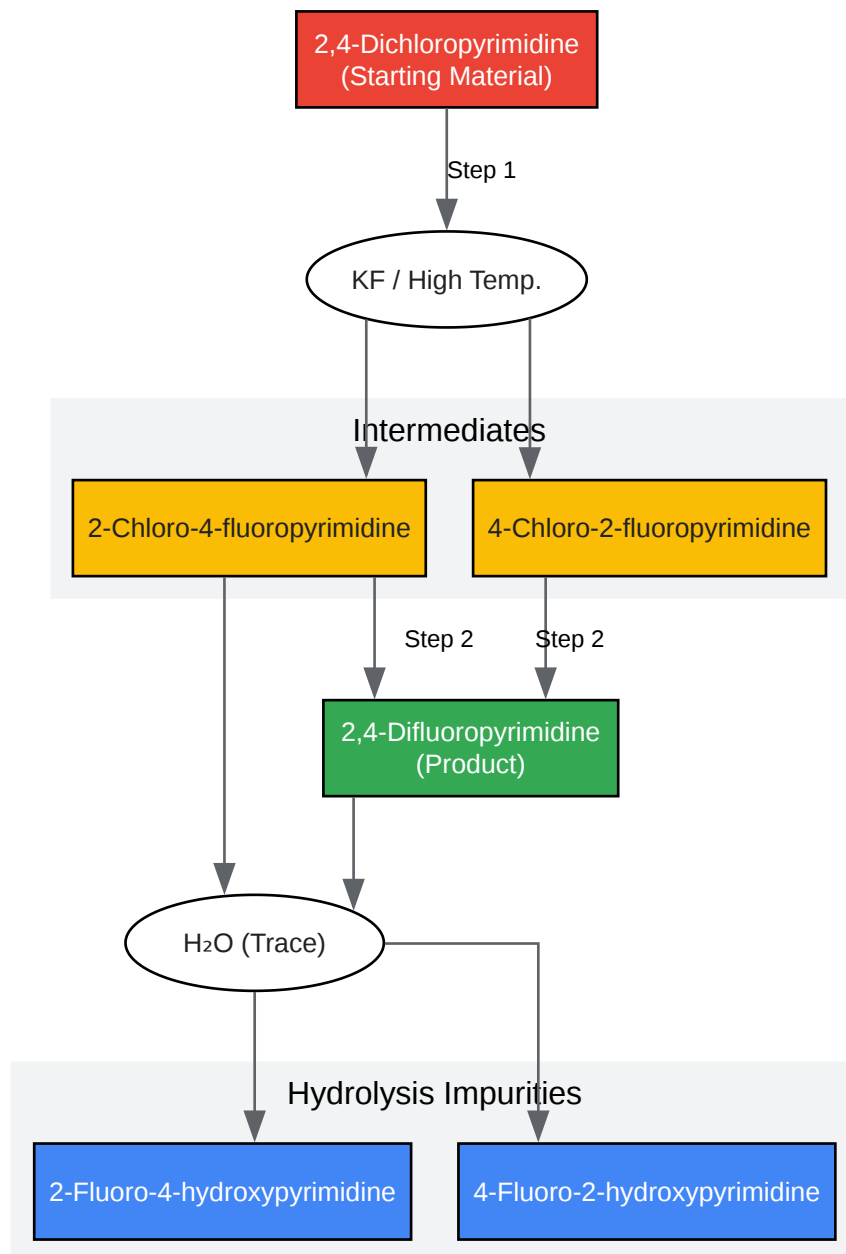 2,4-Dichloropyrimidine
(Starting Material)
Step 1
KF / High Temp.
Intermediates
2-Chloro-4-fluoropyrimidine
4-Chloro-2-fluoropyrimidine
Step 2
Step 2
2,4-Difluoropyrimidine
(Product)
H₂O (Trace)
Hydrolysis Impurities
2-Fluoro-4-hydroxypyrimidine
4-Fluoro-2-hydroxypyrimidine